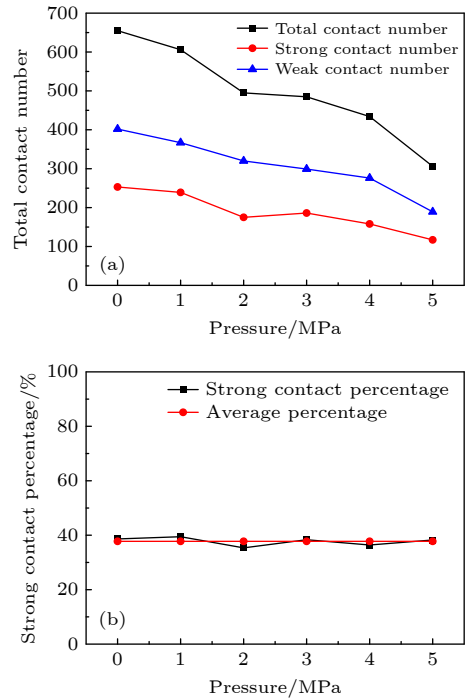 700
600
500
400
300
200
100
0
Total contact number
Total contact number
Strong contact number
Weak contact number
(a)
0 1 2 3 4 5
Pressure/MPa
100
80
60
40
20
0
Strong contact percentage/%
Strong contact percentage
Average percentage
(b)
0 1 2 3 4 5
Pressure/MPa